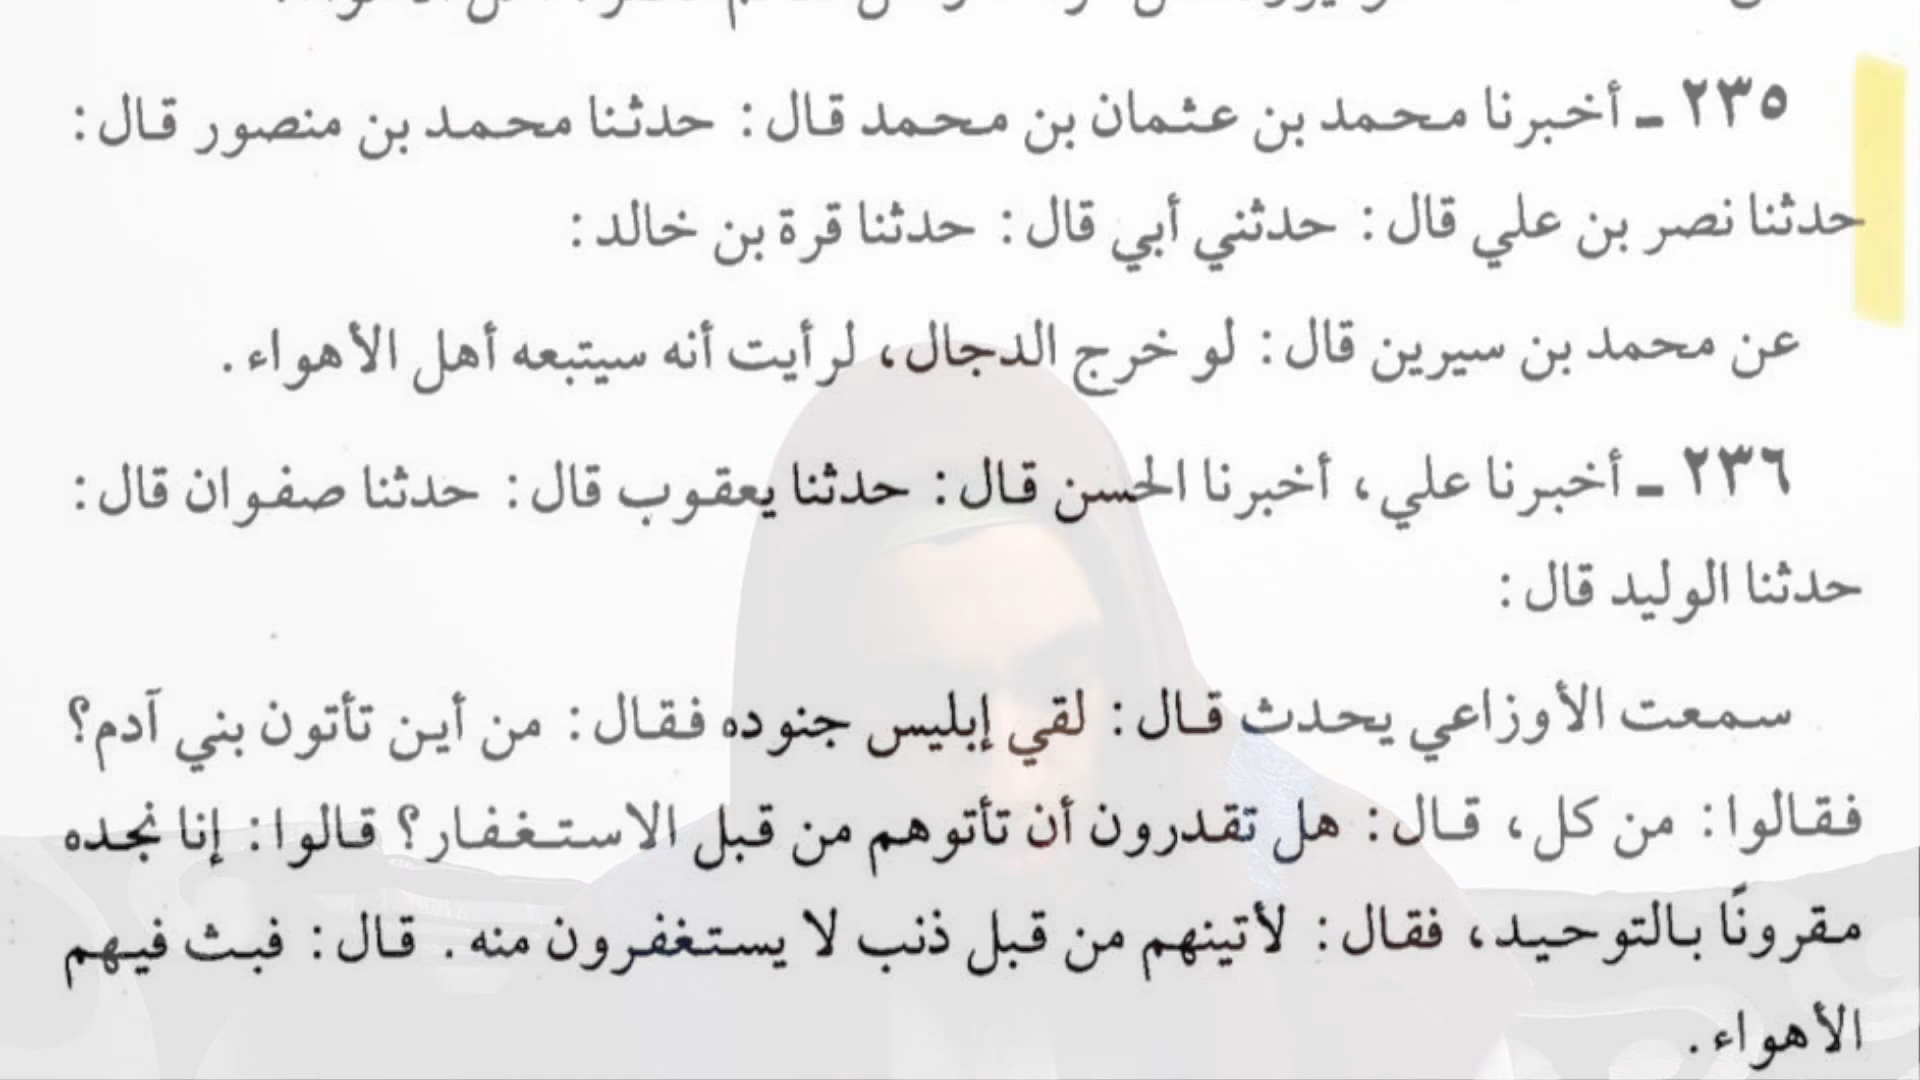 ٢٣٥ ـ أخبرنا محمد بن عثمان بن محمد قال: حدثنا محمد بن منصور قال:
حدثنا نصر بن علي قال: حدثني أبي قال: حدثنا قرة بن خالد:
عن محمد بن سيرين قال: لو خرج الدجال، لرأيت أنه سيتبعه أهل الأهواء.
٢٣٦ ـ أخبرنا علي، أخبرنا الحسن قال: حدثنا يعقوب قال: حدثنا صفوان قال:
حدثنا الوليد قال:
سمعت الأوزاعي يحدث قال: لقي إبليس جنوده فقال: من أين تأتون بني آدم؟
فقالوا: من كل، قال: هل تقدرون أن تأتوهم من قبل الاستغفار؟ قالوا: إنا نجده
مقرونًا بالتوحيد، فقال: لأتينهم من قبل ذنب لا يستغفرون منه. قال: فبث فيهم
الأهواء.